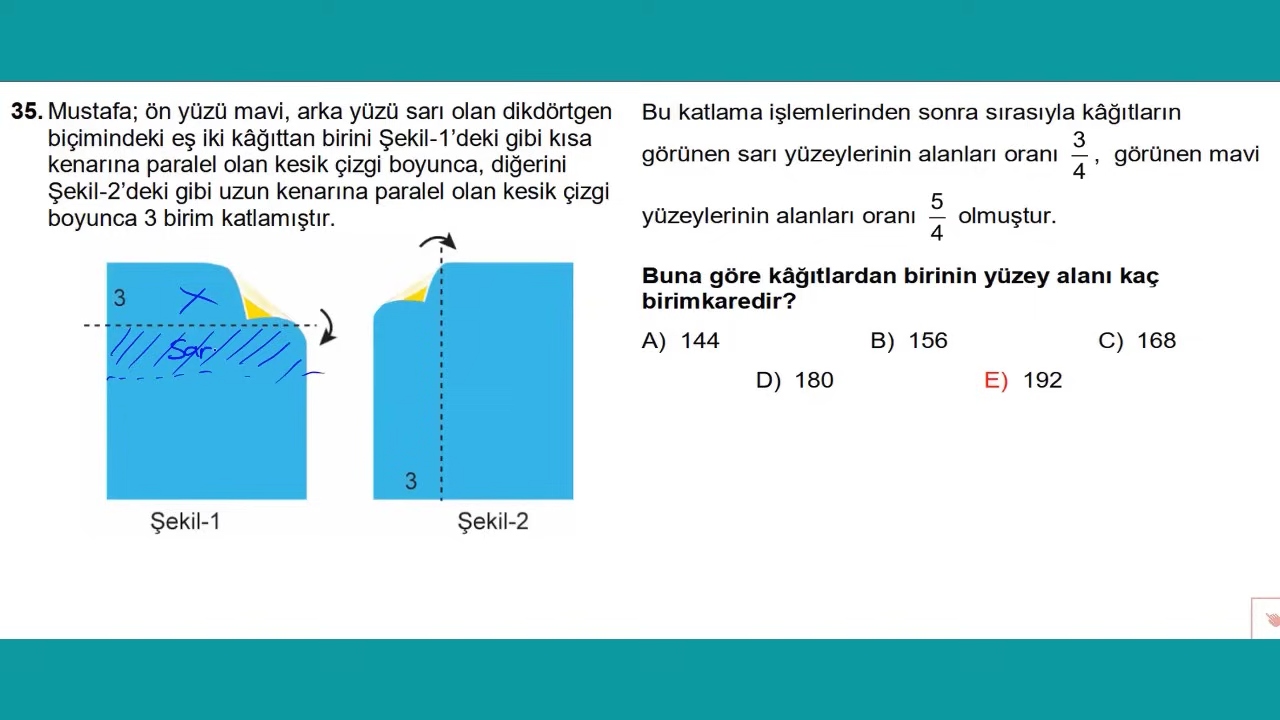 35. Mustafa; ön yüzü mavi, arka yüzü sarı olan dikdörtgen
biçimindeki eş iki kâğıttan birini Şekil-1’deki gibi kısa
kenarına paralel olan kesik çizgi boyunca, diğerini
Şekil-2’deki gibi uzun kenarına paralel olan kesik çizgi
boyunca 3 birim katlamıştır.
3
Sarı
Şekil-1
3
Şekil-2
Bu katlama işlemlerinden sonra sırasıyla kâğıtların
görünen sarı yüzeylerinin alanları oranı 3/4, görünen mavi
yüzeylerinin alanları oranı 5/4 olmuştur.
Buna göre kâğıtlardan birinin yüzey alanı kaç
birimkaredir?
A) 144 B) 156 C) 168
D) 180 E) 192